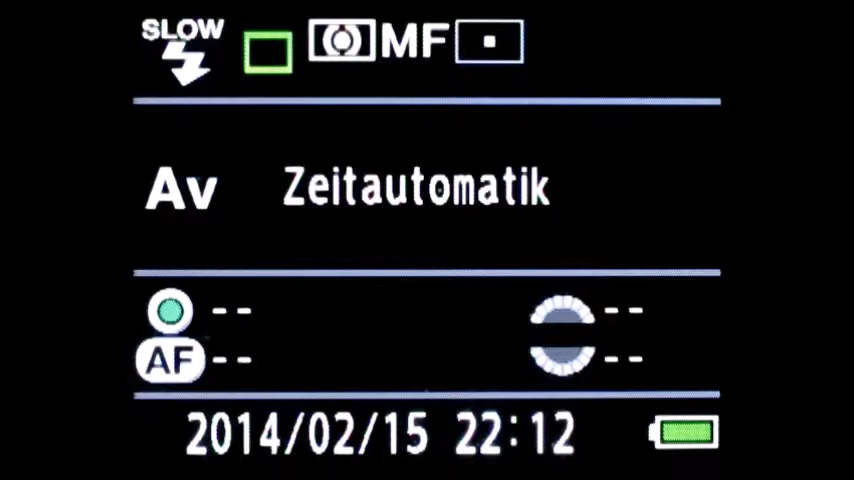 SLOW
MF
Av Zeitautomatik
--
--
AF --
--
2014/02/15 22:12